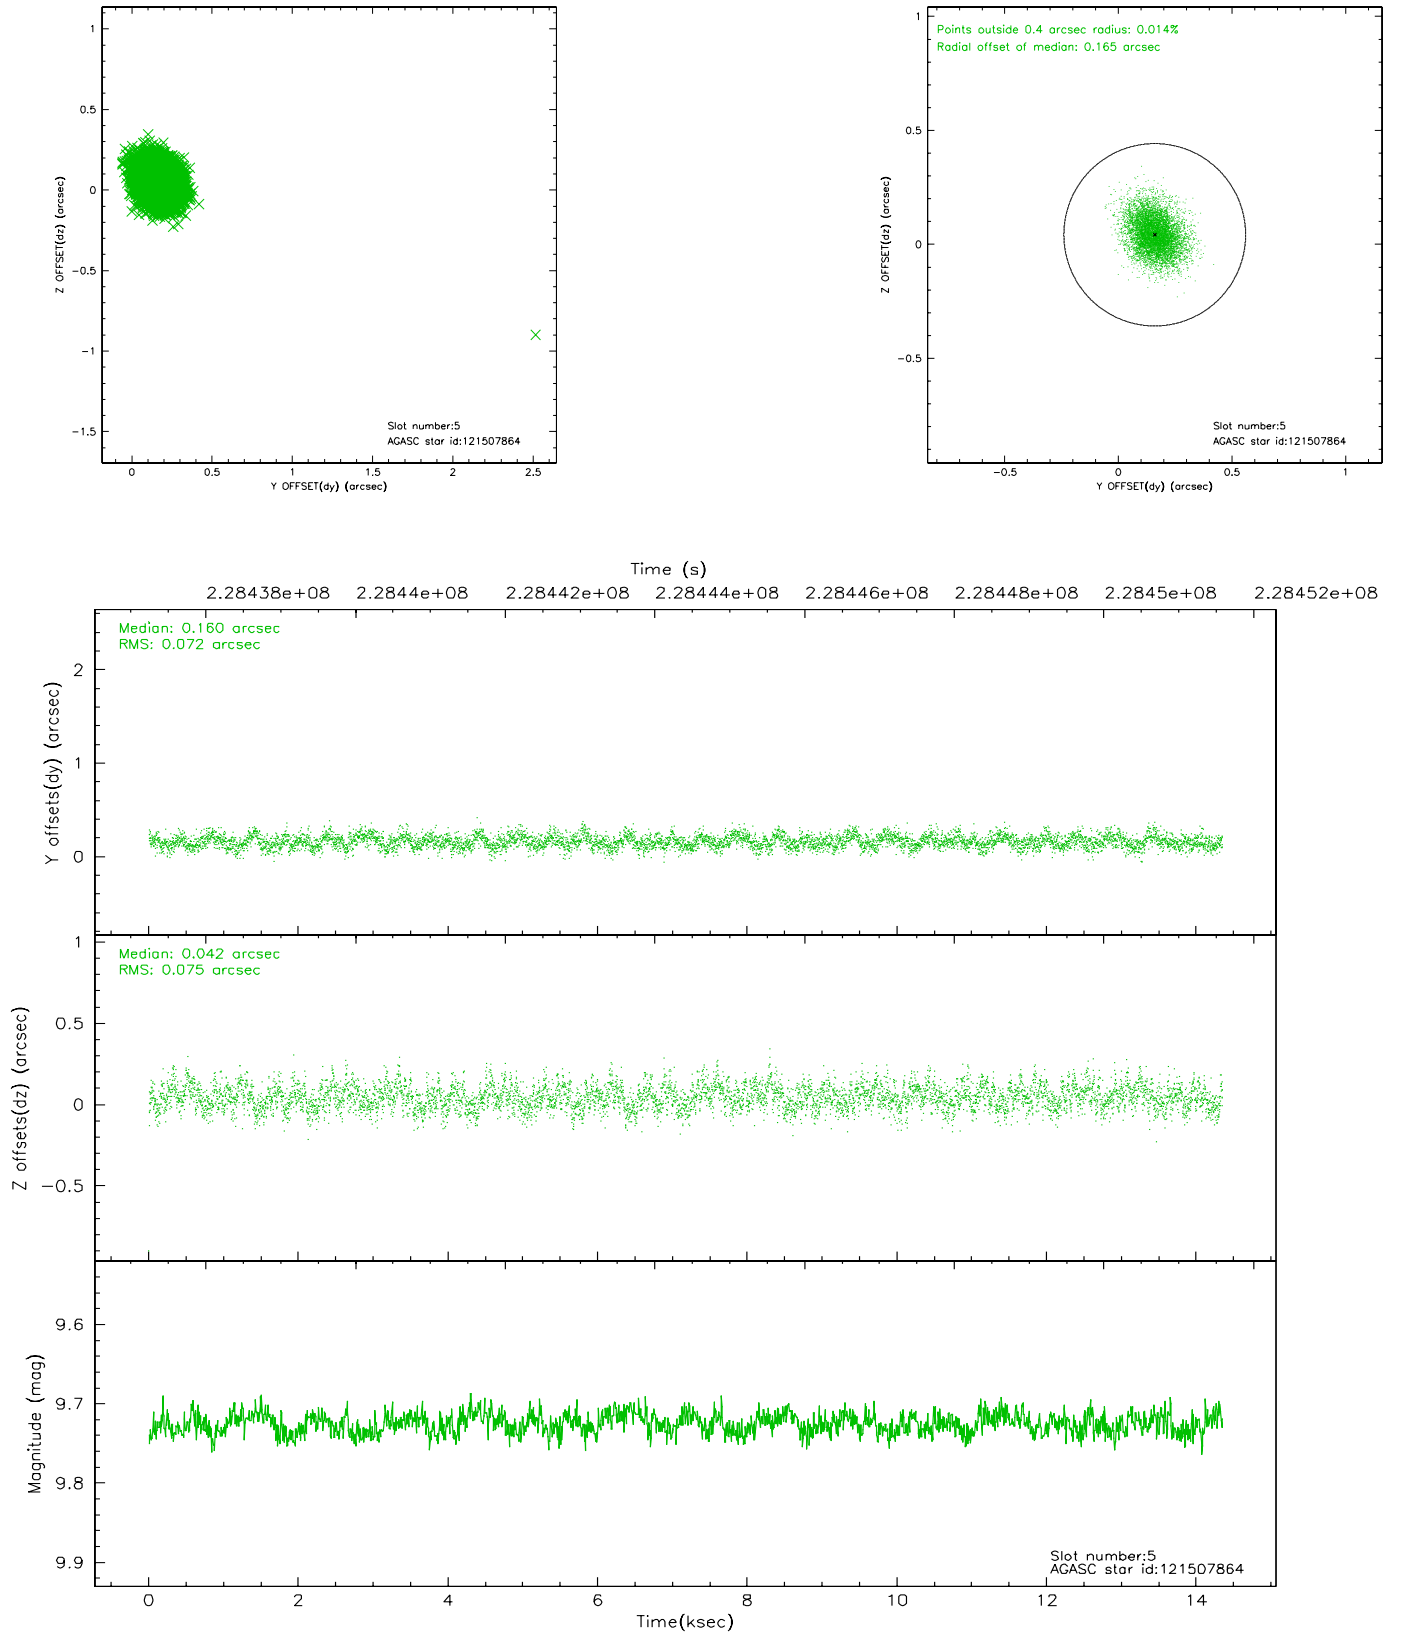 1
0.5
0
−0.5
−1
−1.5
Z OFFSET(dz) (arcsec)
Slot number:5
AGASC star id:121507864
0 0.5 1 1.5 2 2.5
Y OFFSET(dy) (arcsec)
Points outside 0.4 arcsec radius: 0.014%
Radial offset of median: 0.165 arcsec
1
0.5
0
−0.5
Z OFFSET(dz) (arcsec)
Slot number:5
AGASC star id:121507864
−0.5 0 0.5 1
Y OFFSET(dy) (arcsec)
Time (s)
2.28438e+08 2.2844e+08 2.28442e+08 2.28444e+08 2.28446e+08 2.28448e+08 2.2845e+08 2.28452e+08
Median: 0.160 arcsec
RMS: 0.072 arcsec
2
1
0
Y offsets(dy) (arcsec)
Median: 0.042 arcsec
RMS: 0.075 arcsec
1
0.5
0
−0.5
Z offsets(dz) (arcsec)
9.6
9.7
9.8
9.9
Magnitude (mag)
Slot number:5
AGASC star id:121507864
0 2 4 6 8 10 12 14
Time(ksec)